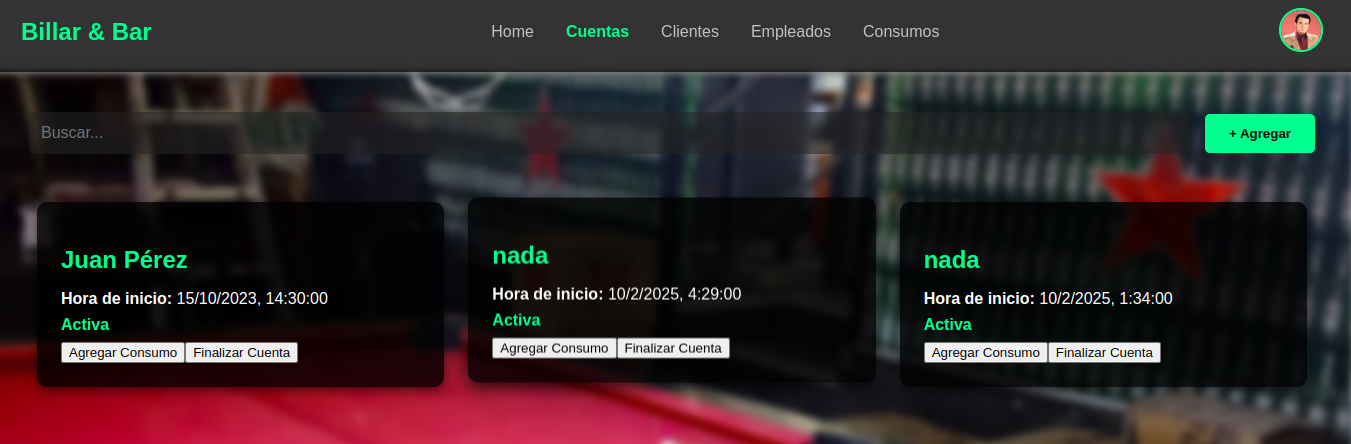 Billar & Bar
Home Cuentas Clientes Empleados Consumos
Buscar...
+ Agregar
Juan Pérez
Hora de inicio: 15/10/2023, 14:30:00
Activa
Agregar Consumo Finalizar Cuenta
nada
Hora de inicio: 10/2/2025, 4:29:00
Activa
Agregar Consumo Finalizar Cuenta
nada
Hora de inicio: 10/2/2025, 1:34:00
Activa
Agregar Consumo Finalizar Cuenta